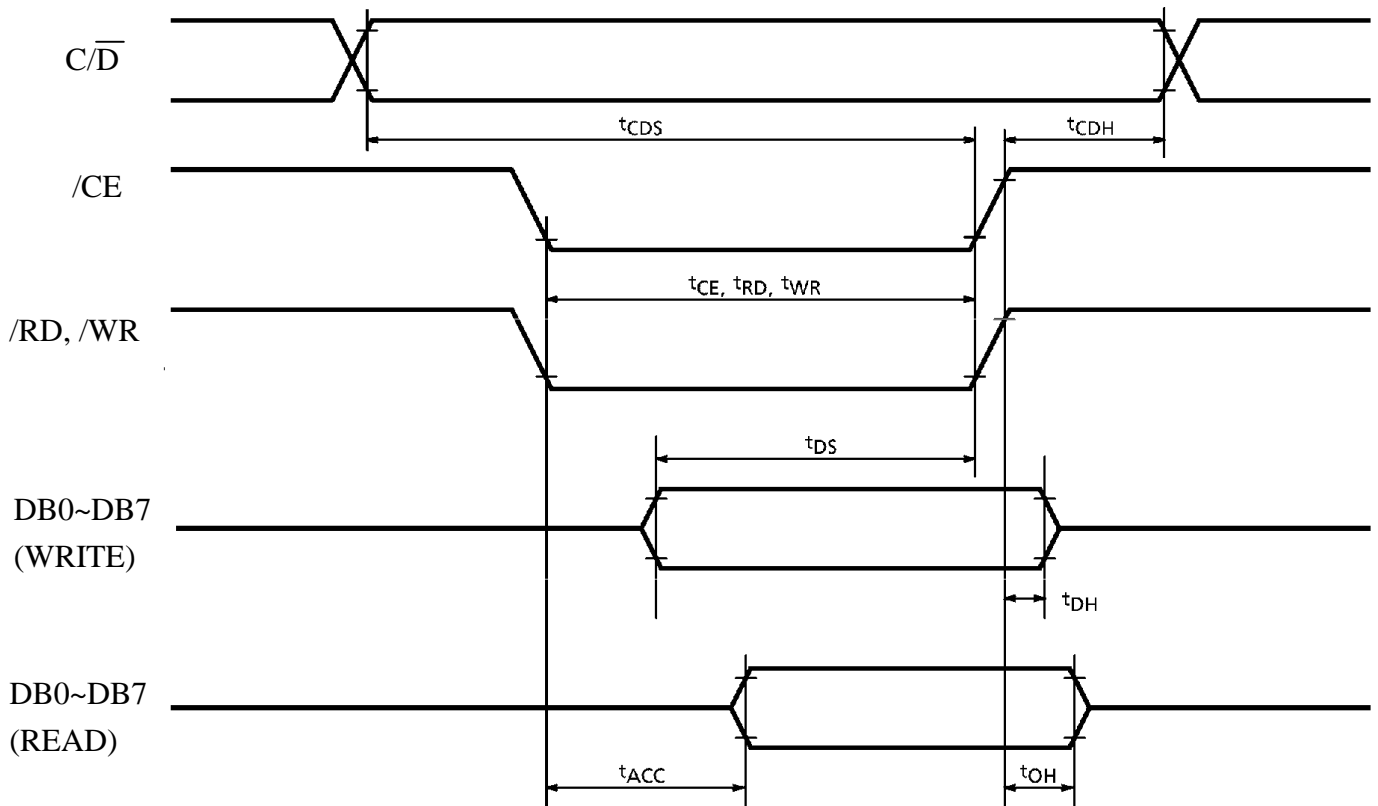 C/D̅
tCDS
tCDH
/CE
tCE, tRD, tWR
/RD, /WR
tDS
DB0~DB7
(WRITE)
tDH
DB0~DB7
(READ)
tACC
tOH